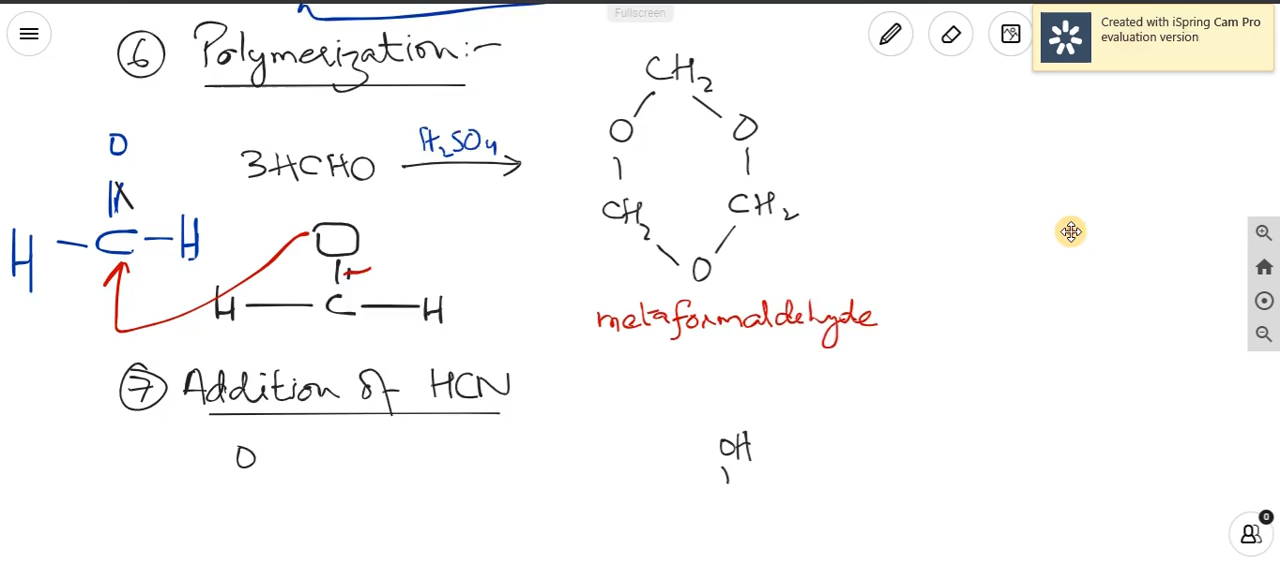 Fullscreen
Created with iSpring Cam Pro
evaluation version
⑥ Polymerization:-
3HCHO H₂SO₄
CH₂
O O
CH₂ CH₂
O
O
H - C - H
O
H — C — H
metaformaldehyde
⑦ Addition of HCN
O
OH
0